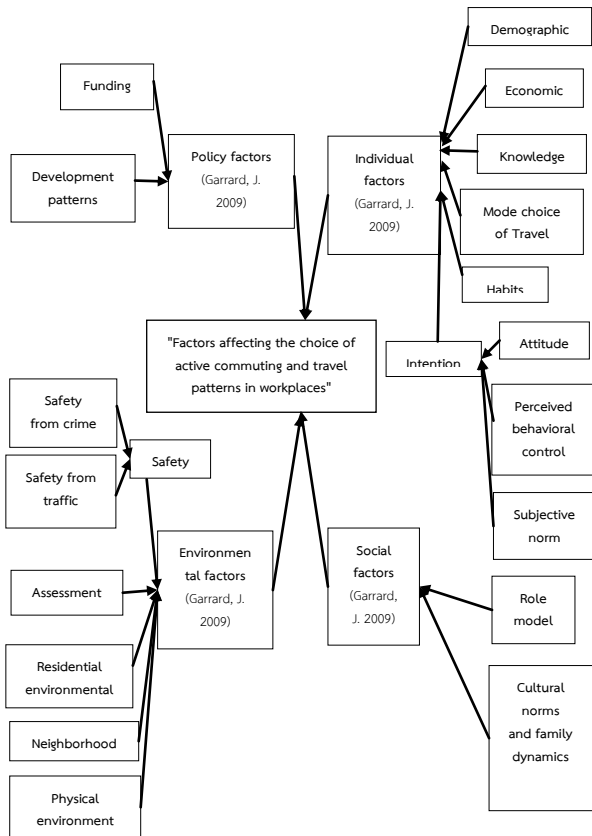 Demographic
Funding
Economic
Policy factors
(Garrard, J.
2009)
Individual
factors
(Garrard, J.
2009)
Knowledge
Development
patterns
Mode choice
of Travel
Habits
"Factors affecting the choice of
active commuting and travel
patterns in workplaces"
Attitude
Intention
Safety
from crime
Perceived
behavioral
control
Safety
Safety from
traffic
Subjective
norm
Environmen
tal factors
(Garrard, J.
2009)
Social
factors
(Garrard,
J. 2009)
Assessment
Role
model
Residential
environmental
Cultural
norms
and family
dynamics
Neighborhood
Physical
environment